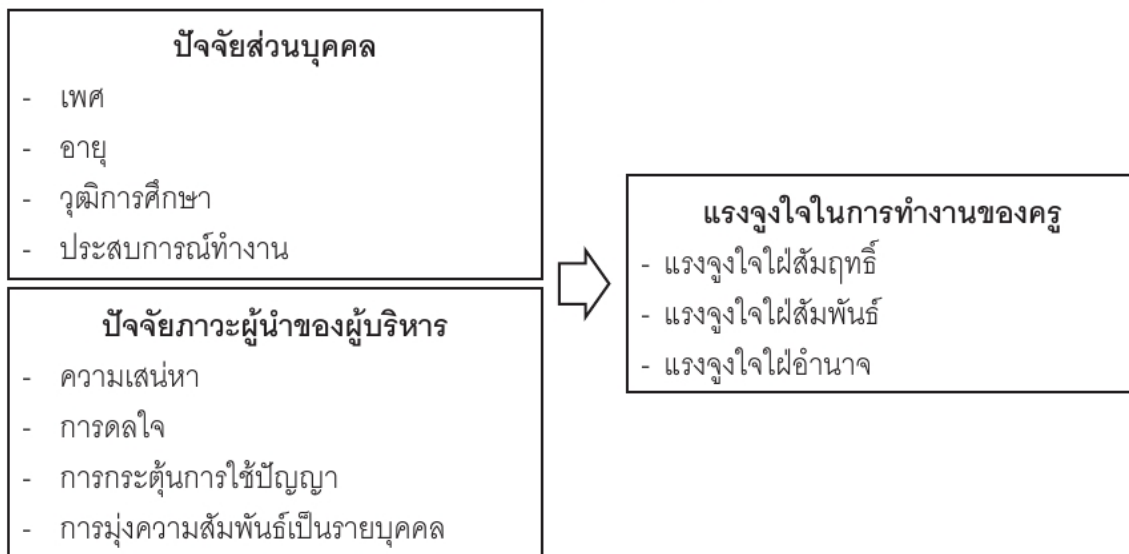 ปัจจัยส่วนบุคคล
- เพศ
- อายุ
- วุฒิการศึกษา
- ประสบการณ์ทำงาน
ปัจจัยภาวะผู้นำของผู้บริหาร
- ความเสน่หา
- การดลใจ
- การกระตุ้นการใช้ปัญญา
- การมุ่งความสัมพันธ์เป็นรายบุคคล
แรงจูงใจในการทำงานของครู
- แรงจูงใจใฝ่สัมฤทธิ์
- แรงจูงใจใฝ่สัมพันธ์
- แรงจูงใจใฝ่อำนาจ